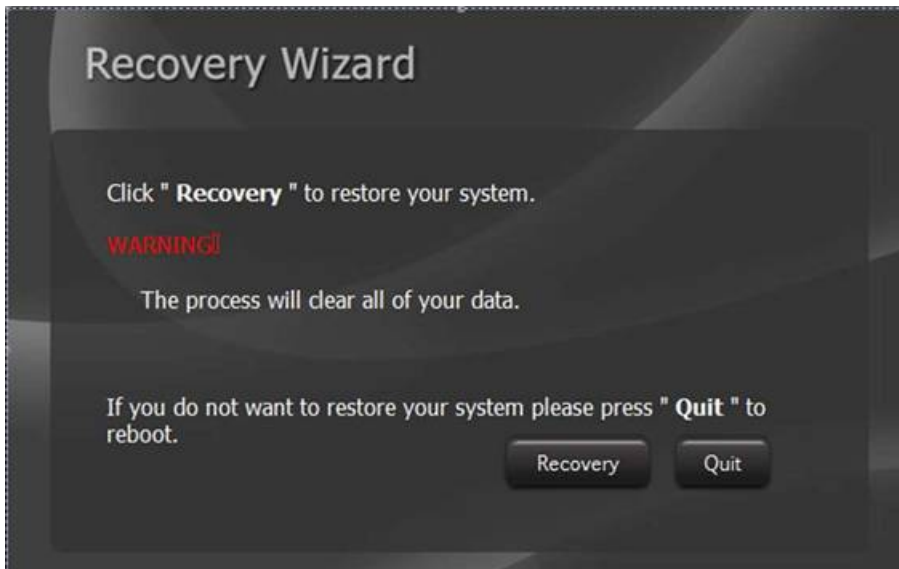 Recovery Wizard
Click " Recovery " to restore your system.
WARNING
The process will clear all of your data.
If you do not want to restore your system please press " Quit " to
reboot.
Recovery
Quit